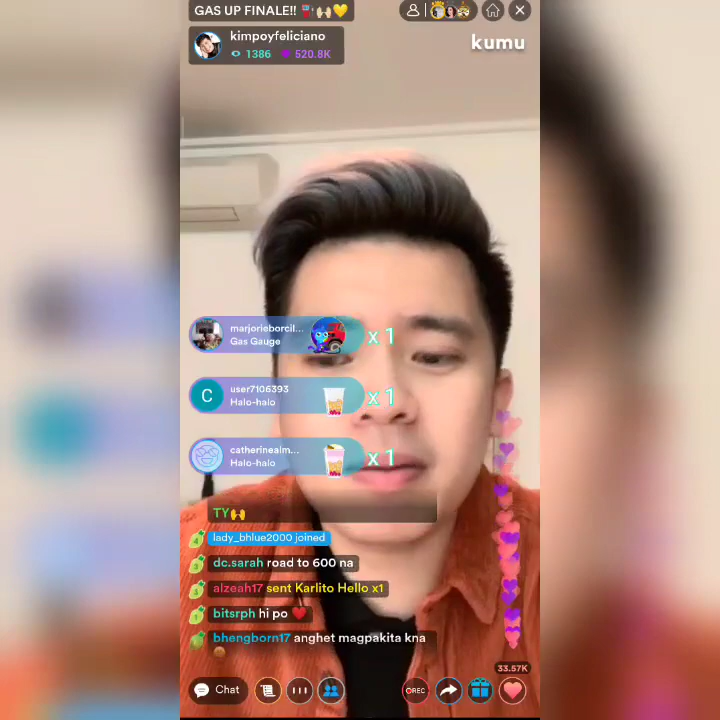 GAS UP FINALE!! ⛽🙌🏻💛
kimpoyfeliciano
1386 520.8K
kumu
marjorieborcil...
Gas Gauge
x 1
C
user7106393
Halo-halo
x 1
catherinealm...
Halo-halo
x 1
TY🙌
lady_bhlue2000 joined
dc.sarah road to 600 na
alzeah17 sent Karlito Hello x1
bitsrph hi po ❤️
bhengborn17 anghet magpakita kna
33.57K
Chat
REC